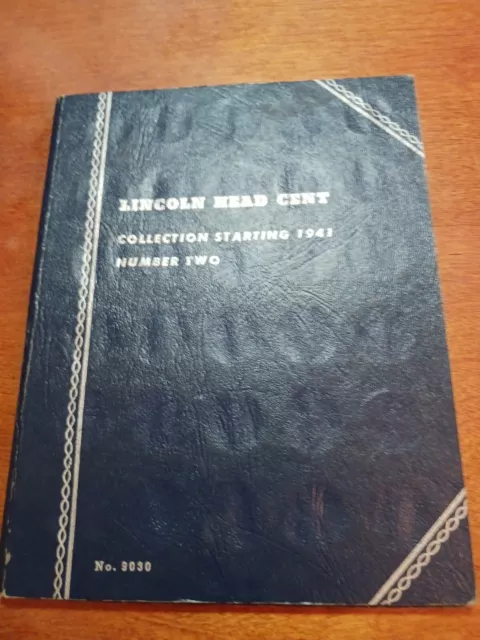 LINCOLN HEAD CENT
COLLECTION STARTING 1941
NUMBER TWO
No. 9030